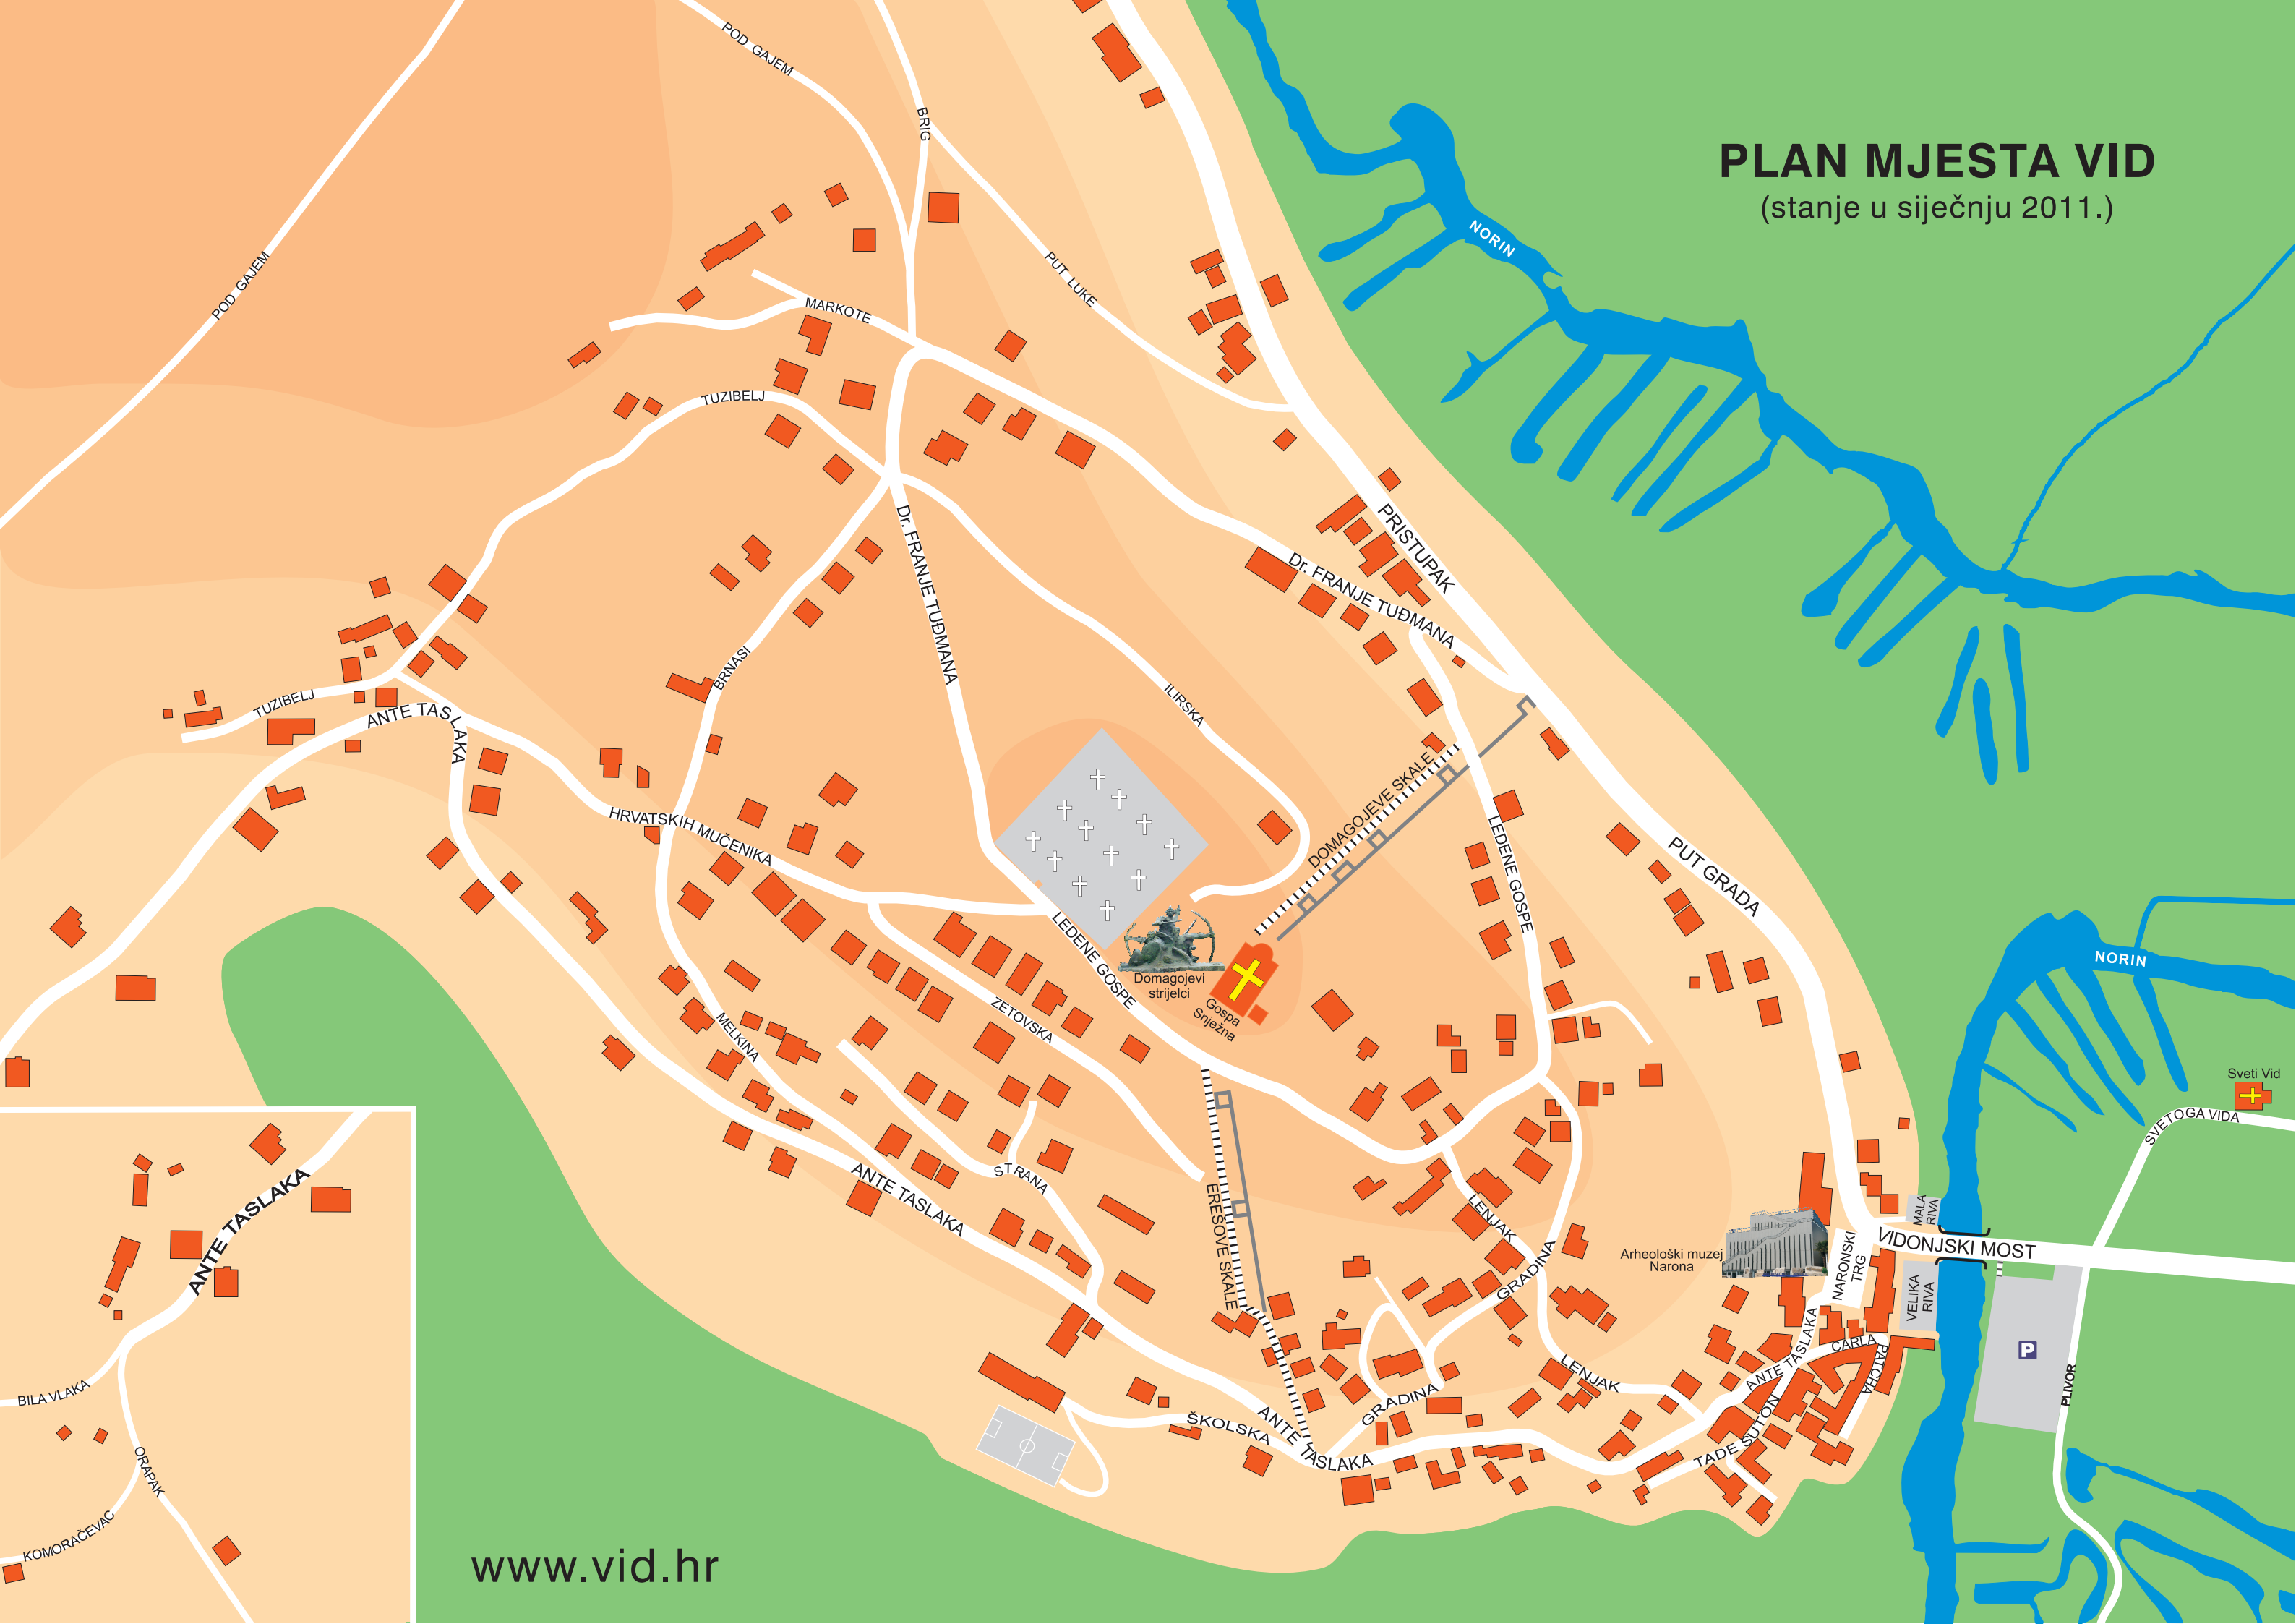 PLAN MJESTA VID
(stanje u siječnju 2011.)
POD GAJEM
BRIG
NORIN
POD GAJEM
PUT LUKE
MARKOTE
TUZIBELJ
PRISTUPAK
Dr. FRANJE TUĐMANA
Dr. FRANJE TUĐMANA
BRNASI
ILIRSKA
TUZIBELJ
ANTE TASLAKA
DOMAGOJEVE SKALE
HRVATSKIH MUČENIKA
LEDENE GOSPE
PUT GRADA
LEDENE GOSPE
Domagojevi
strijelci
Gospa
Snježna
NORIN
ZETOVSKA
MELKINA
Sveti Vid
SVETOGA VIDA
STRANA
ANTE TASLAKA
ERESOVE SKALE
LENJAK
GRADINA
MALA
RIVA
VIDONJSKI MOST
Arheološki muzej
Narona
NARONSKI
TRG
VELIKA
RIVA
ANTE TASLAKA
CARLA
PATCHA
P
PLIVOR
LENJAK
GRADINA
ANTE TASLAKA
ŠKOLSKA
ANTE TASLAKA
TADE SUTON
BILA VLAKA
ORAPAK
KOMORAČEVAC
www.vid.hr